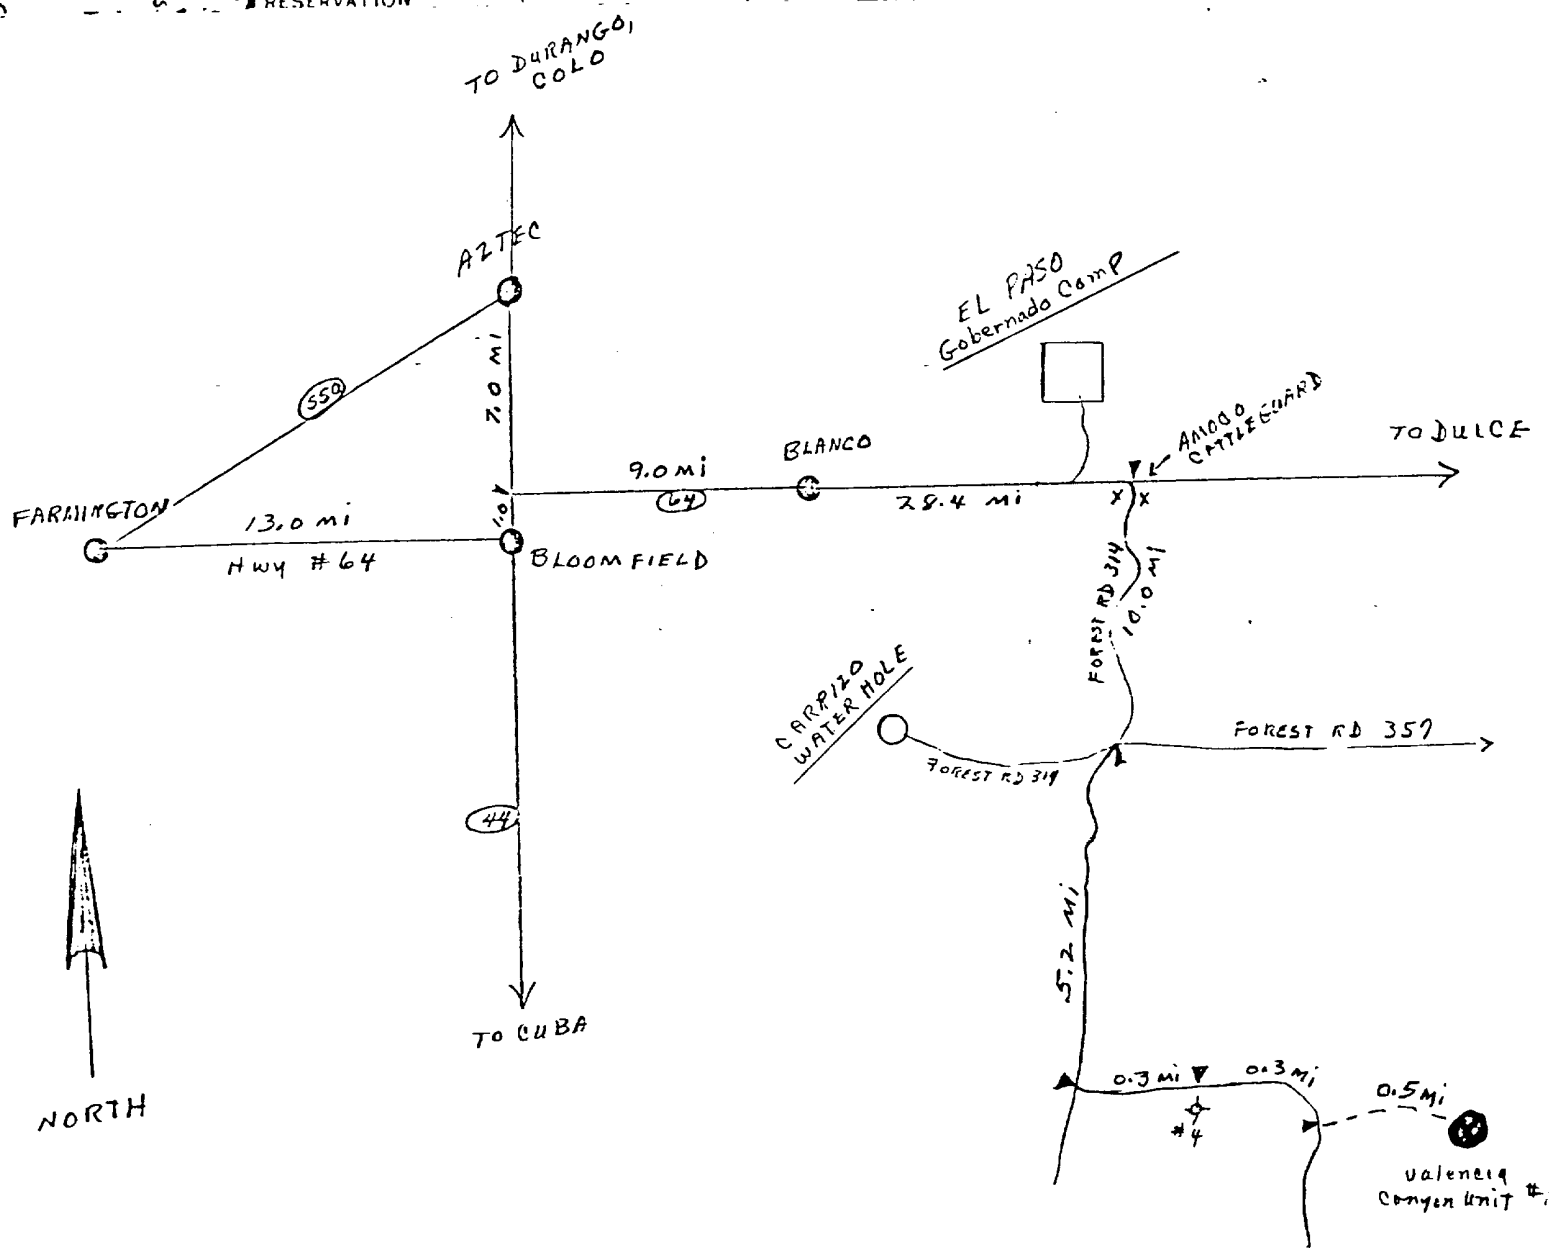 RESERVATION
TO DURANGO,
COLO
AZTEC
EL PASO
Gobernado Camp
550
7.0 mi
AMOCO
CATTLEGUARD
TO DULCE
BLANCO
9.0 mi
64
28.4 mi
X X
FARMINGTON
13.0 mi
HWY #64
1.0
BLOOMFIELD
FOREST RD 314
10.0 MI
CARRIZO
WATER HOLE
FOREST RD 357
FOREST RD 314
44
5.2 Mi
TO CUBA
NORTH
0.3 mi
0.3 mi
0.5 mi
#4
Valencia
Canyon Unit #